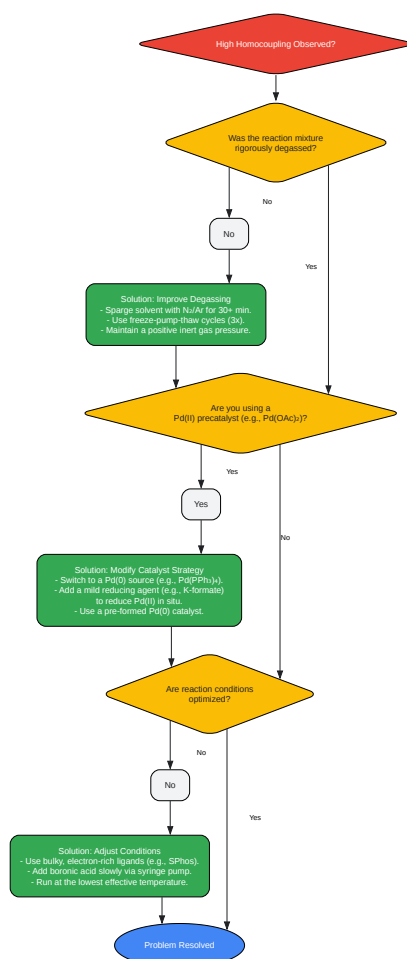 High Homocoupling Observed?
Was the reaction mixture
rigorously degassed?
No
No
Yes
Solution: Improve Degassing
- Sparge solvent with N₂/Ar for 30+ min.
- Use freeze-pump-thaw cycles (3x).
- Maintain a positive inert gas pressure.
Are you using a
Pd(II) precatalyst (e.g., Pd(OAc)₂)?
Yes
Yes
No
Solution: Modify Catalyst Strategy
- Switch to a Pd(0) source (e.g., Pd(PPh₃)₄).
- Add a mild reducing agent (e.g., K-formate)
to reduce Pd(II) in situ.
- Use a pre-formed Pd(0) catalyst.
Are reaction conditions
optimized?
No
No
Yes
Solution: Adjust Conditions
- Use bulky, electron-rich ligands (e.g., SPhos).
- Add boronic acid slowly via syringe pump.
- Run at the lowest effective temperature.
Problem Resolved